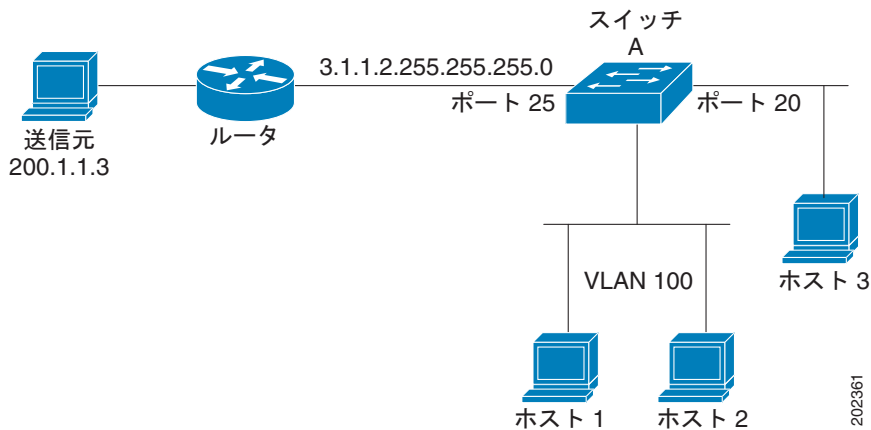 スイッチ
A
3.1.1.2.255.255.255.0
ポート 25
ポート 20
送信元
200.1.1.3
ルータ
VLAN 100
ホスト 3
ホスト 1
ホスト 2
202361